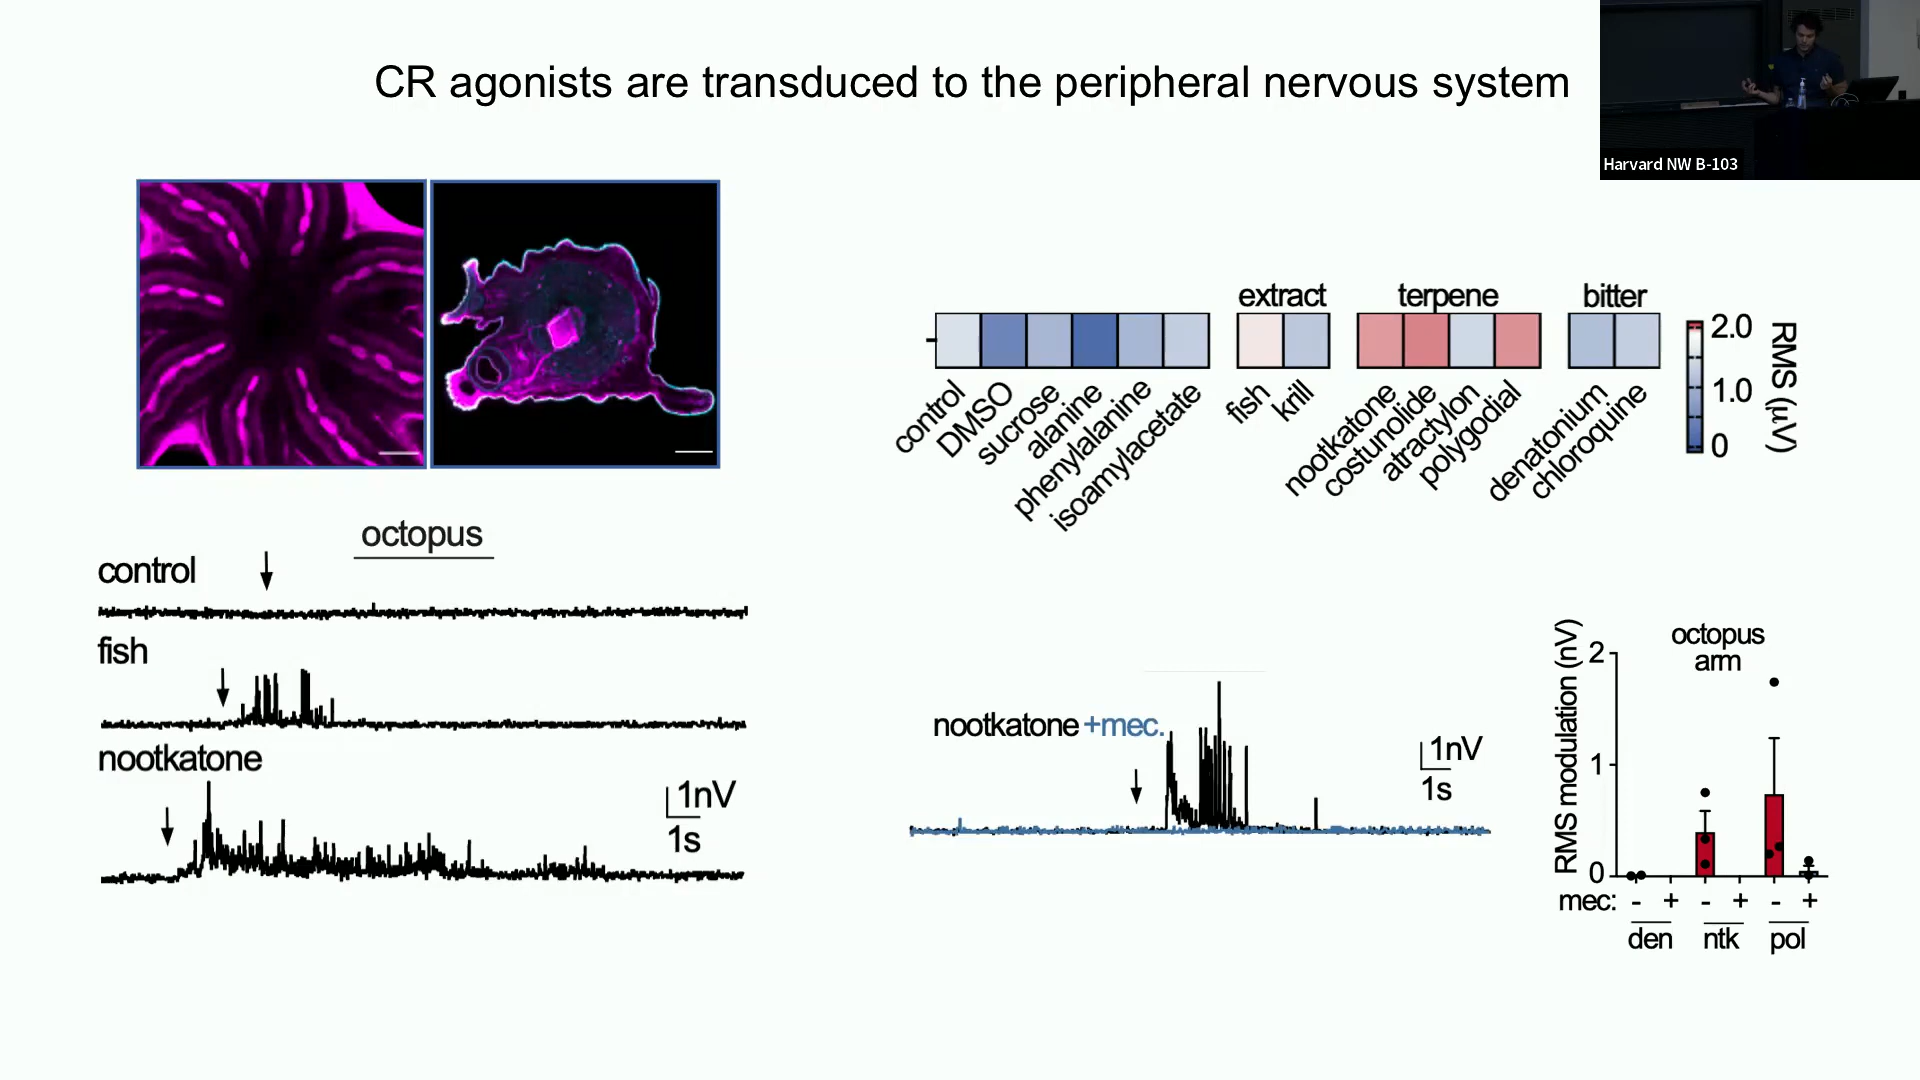 CR agonists are transduced to the peripheral nervous system
Harvard NW B-103
octopus
control
fish
nootkatone
1nV
1s
extract
terpene
bitter
control
DMSO
sucrose
alanine
phenylalanine
isoamylacetate
fish
krill
nootkatone
costunolide
atractylon
polygodial
denatonium
chloroquine
2.0
1.0
0
RMS (μV)
nootkatone +mec.
1nV
1s
octopus
arm
RMS modulation (nV)
2
1
0
mec: - + - + - +
den ntk pol